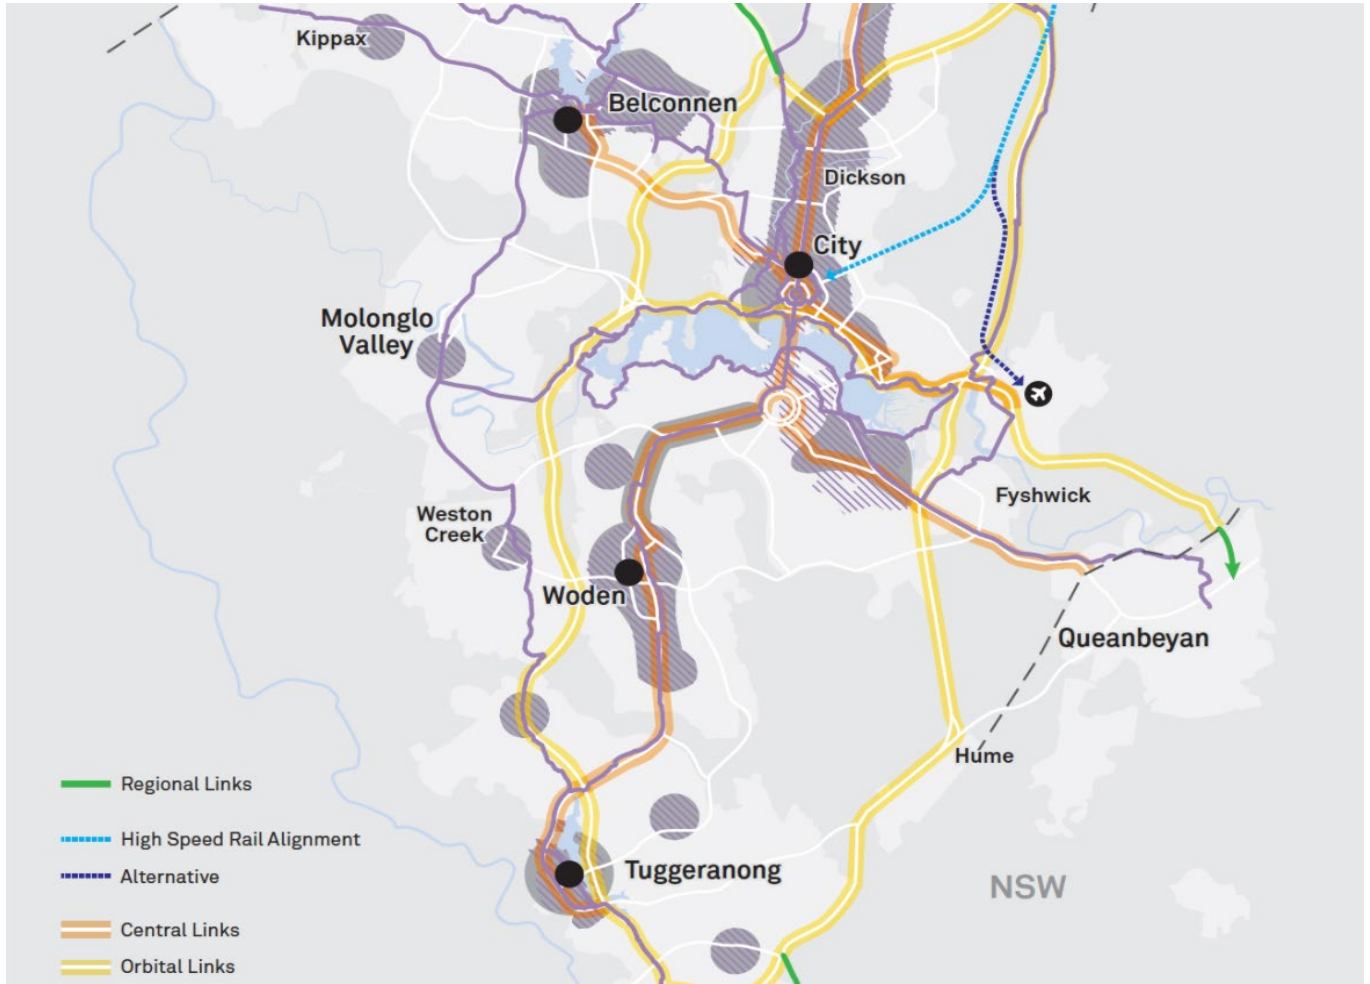 Kippax
Belconnen
Dickson
City
Molonglo
Valley
Weston
Creek
Fyshwick
Woden
Queanbeyan
Hume
Regional Links
High Speed Rail Alignment
Alternative
Tuggeranong
NSW
Central Links
Orbital Links